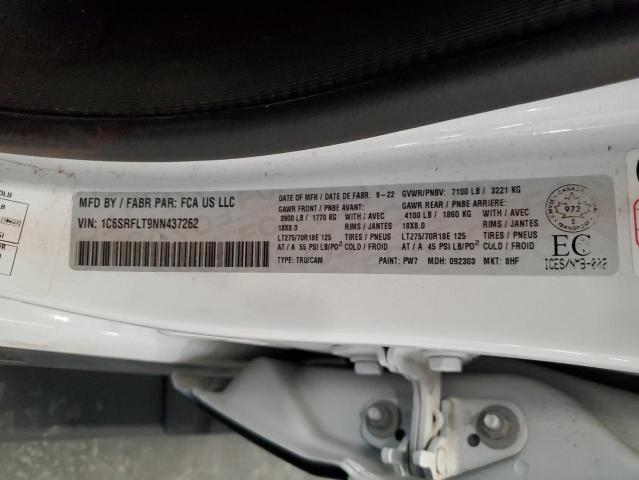 MFD BY / FABR PAR: FCA US LLC
VIN: 1C6SRFLT9NN437262
DATE OF MFR / DATE DE FABR: 9-22 GVWR/PNBV: 7100 LB / 3221 KG
GAWR FRONT / PNBE AVANT: GAWR REAR / PNBE ARRIERE:
3900 LB / 1770 KG RIMS / JANTES 4100 LB / 1860 KG RIMS / JANTES
18X8.0 TIRES / PNEUS 18X8.0 TIRES / PNEUS
LT275/70R18E 125 LT275/70R18E 125
AT / A 55 PSI LB/PO² COLD / FROID AT / A 45 PSI LB/PO² COLD / FROID
TYPE: TRU/CAM PAINT: PW7 MDH: 092303 MKT: 8HF
CANADA
972
TRANSPORT
EC
ICES/NMB-002